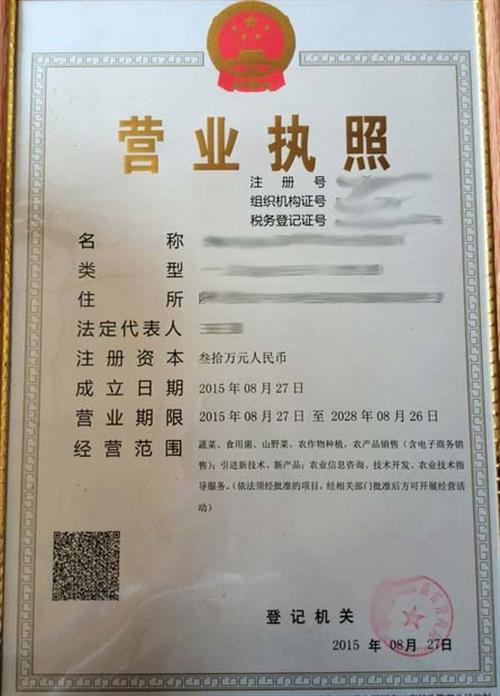 营业执照
注册号
组织机构证号
税务登记证号
名称
类型
住所
法定代表人
注册资本 叁拾万元人民币
成立日期 2015年08月27日
营业期限 2015年08月27日 至 2028年08月26日
经营范围 蔬菜、食用菌、山野菜、农作物种植，农产品销售（含电子商务销
售）；引进新技术、新产品；农业信息咨询、技术开发、农业技术指
导服务。（依法须经批准的项目，经相关部门批准后方可开展经营活
动）
登记机关
2015 年 08月 27日